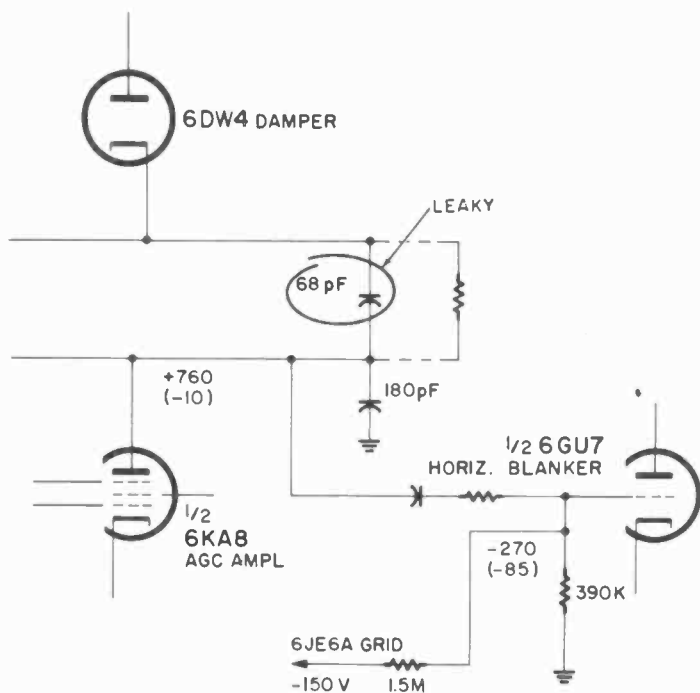 6DW4 DAMPER
LEAKY
68 pF
+760
(-10)
180pF
1/2 6GU7
HORIZ. BLANKER
1/2
6KA8
AGC AMPL
-270
(-85)
390K
6JE6A GRID
-150 V 1.5M